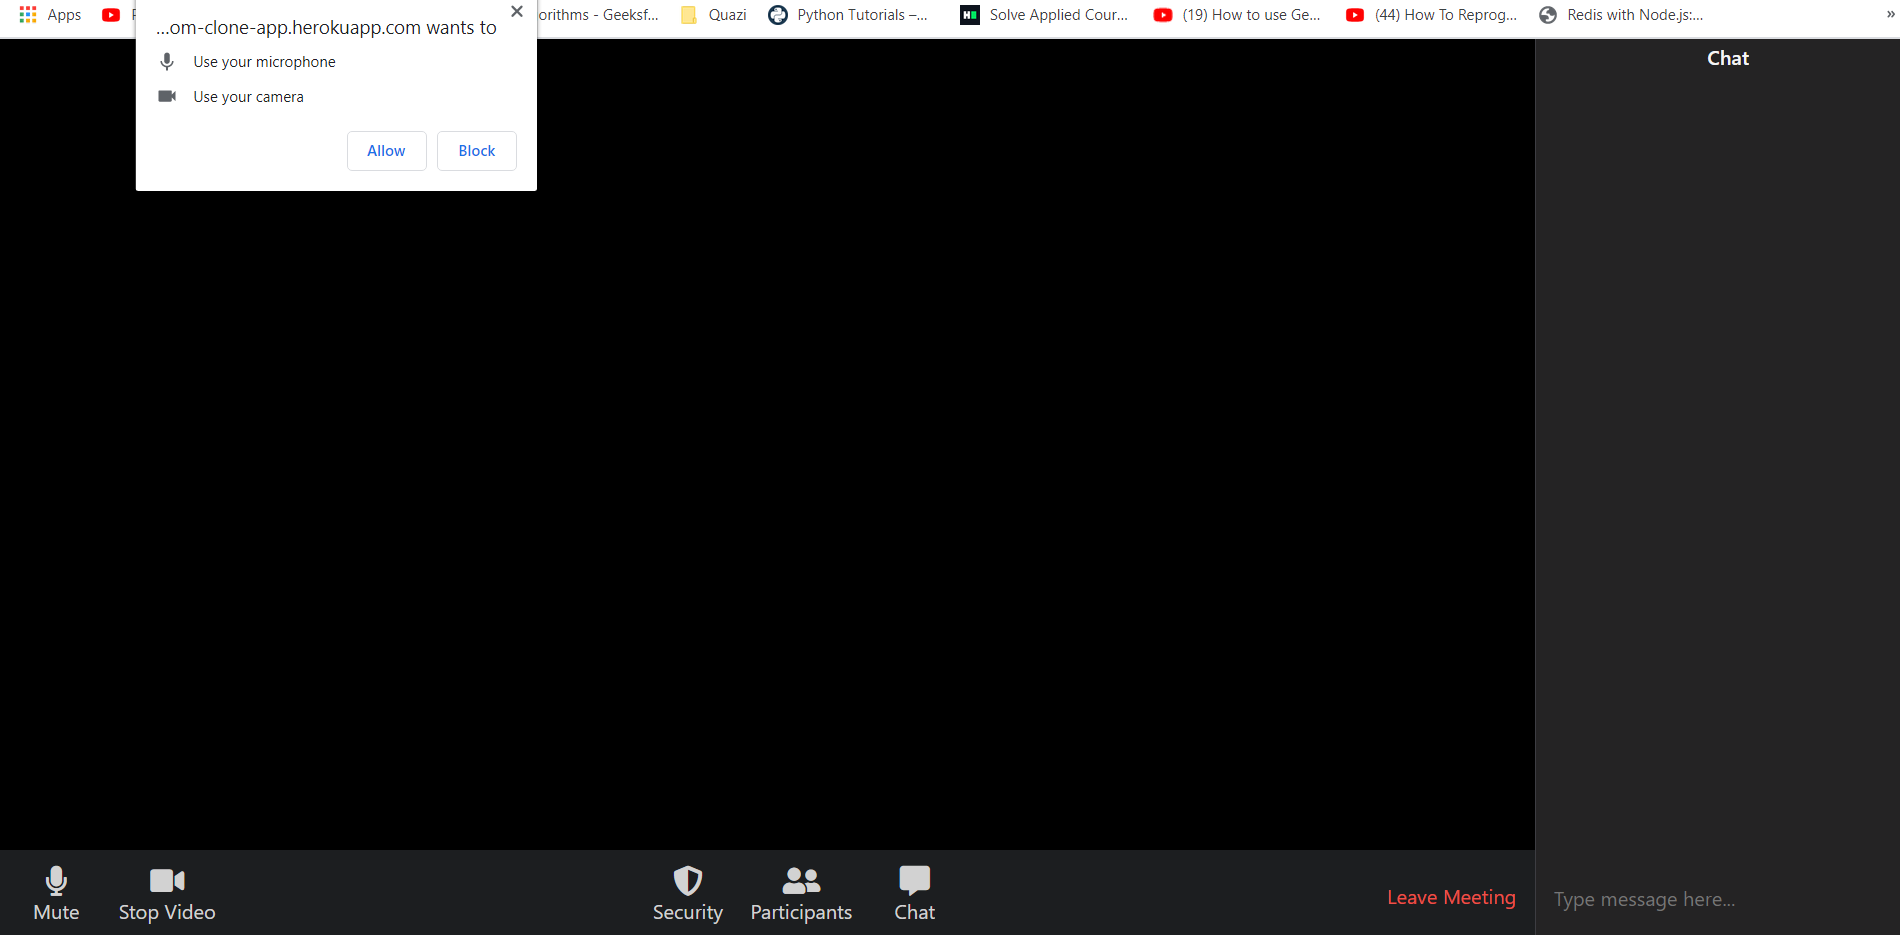 Apps
orithms - Geeksf...
Quazi
Python Tutorials –...
Solve Applied Cour...
(19) How to use Ge...
(44) How To Reprog...
Redis with Node.js:...
»
...om-clone-app.herokuapp.com wants to
Use your microphone
Use your camera
Allow
Block
Chat
Mute
Stop Video
Security
Participants
Chat
Leave Meeting
Type message here...